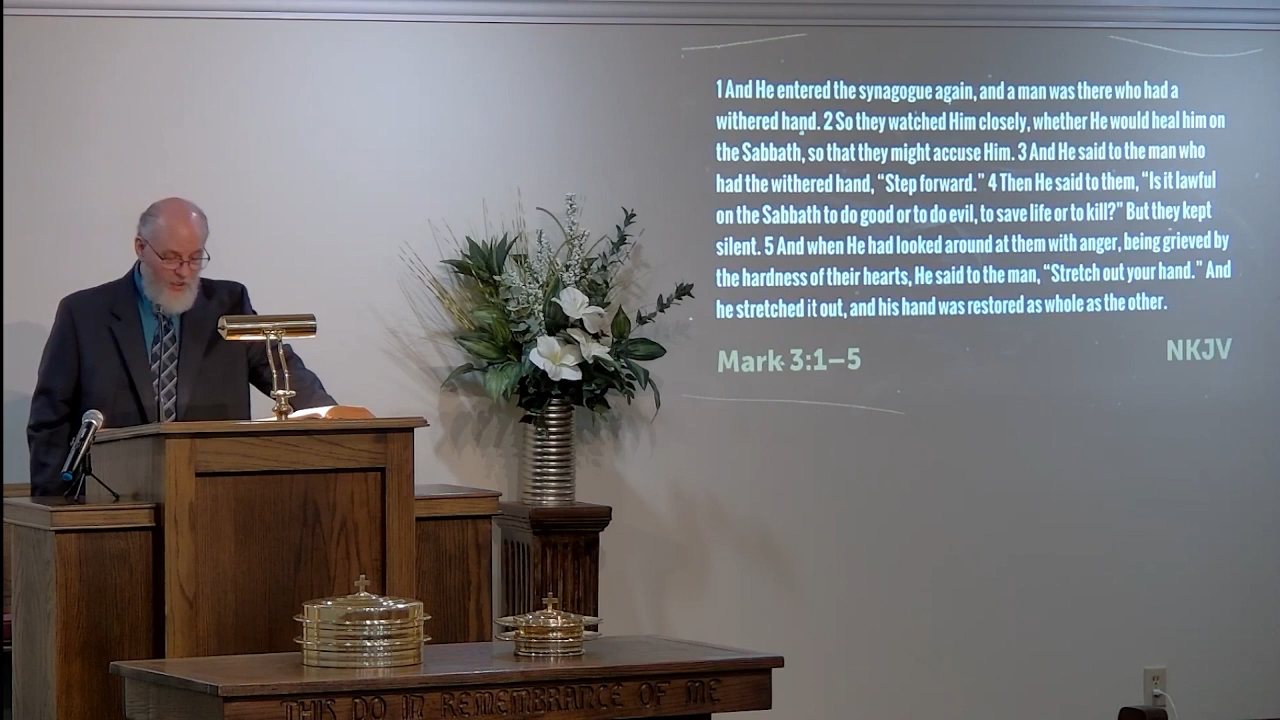 1 And He entered the synagogue again, and a man was there who had a
withered hand. 2 So they watched Him closely, whether He would heal him on
the Sabbath, so that they might accuse Him. 3 And He said to the man who
had the withered hand, “Step forward.” 4 Then He said to them, “Is it lawful
on the Sabbath to do good or to do evil, to save life or to kill?” But they kept
silent. 5 And when He had looked around at them with anger, being grieved by
the hardness of their hearts, He said to the man, “Stretch out your hand.” And
he stretched it out, and his hand was restored as whole as the other.
Mark 3:1–5 NKJV
THIS DO IN REMEMBRANCE OF ME